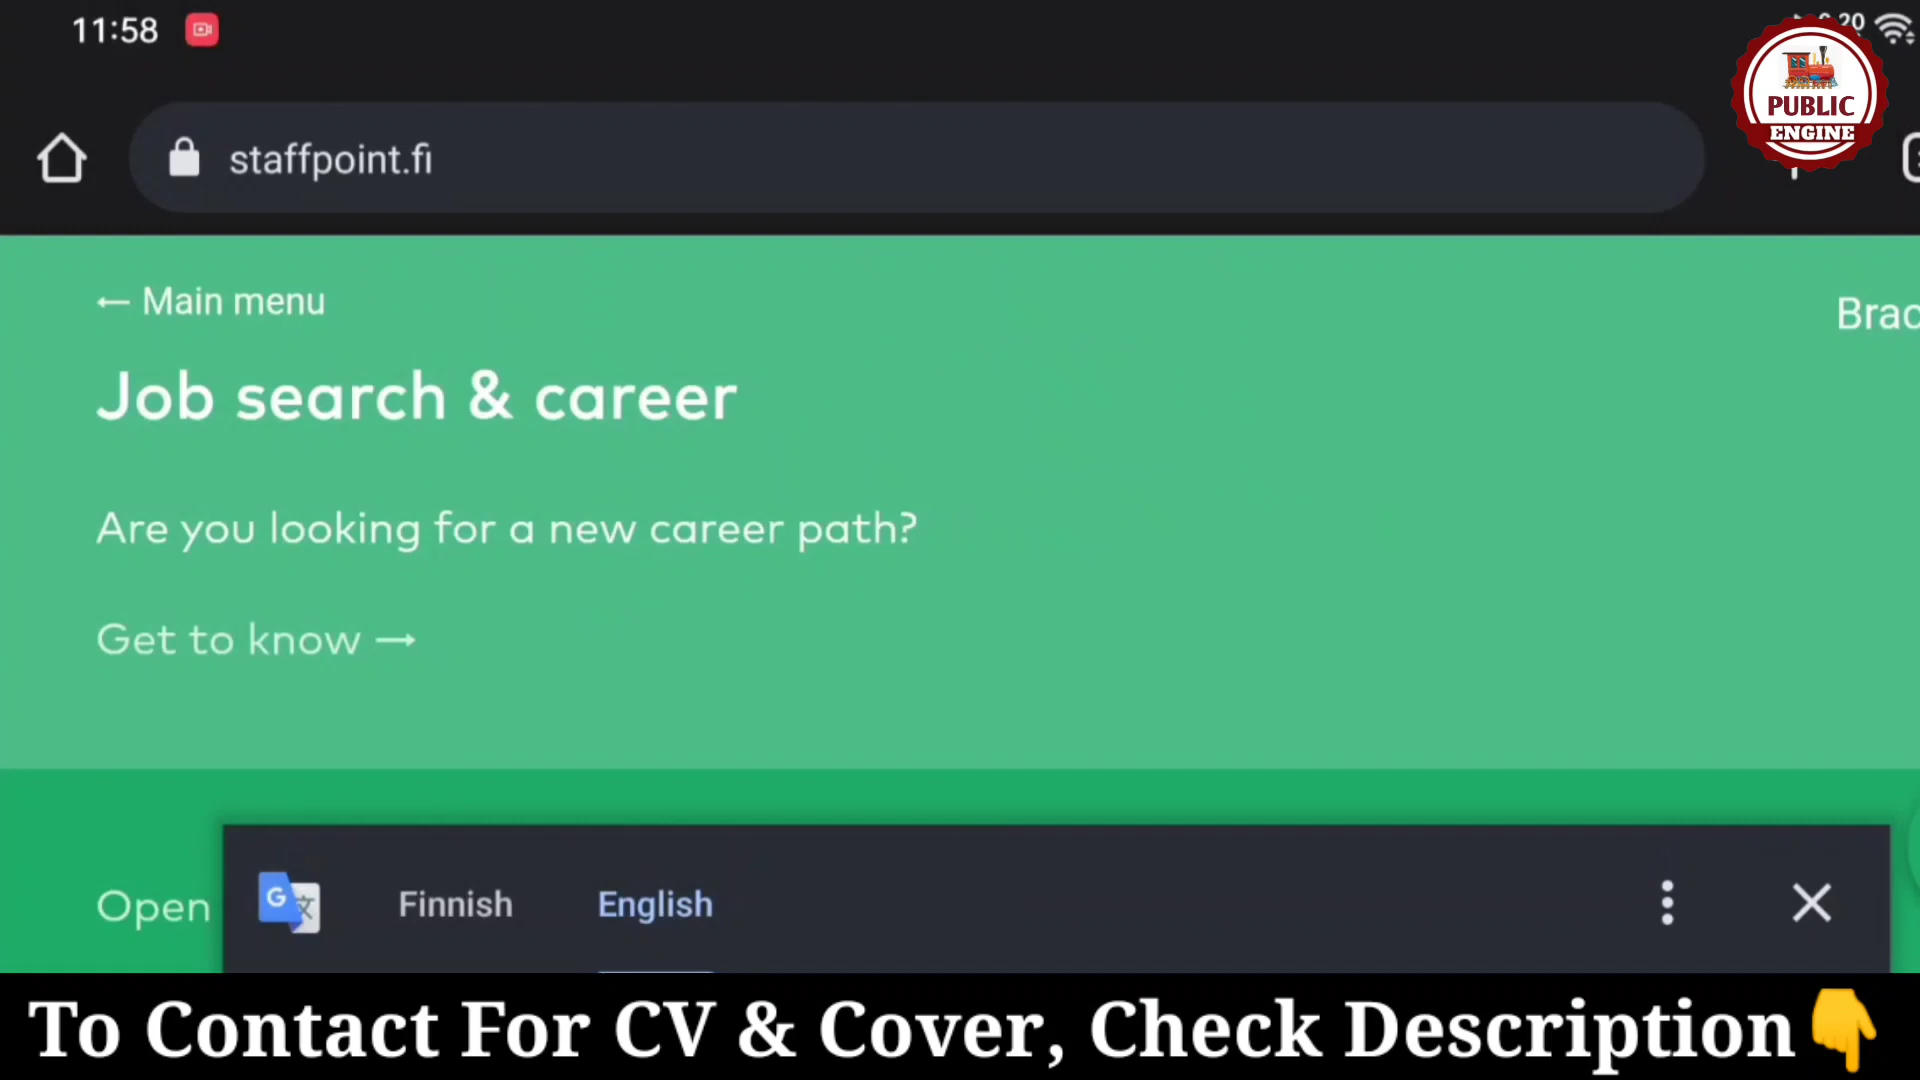 11:58
staffpoint.fi
PUBLIC
ENGINE
← Main menu
Job search & career
Are you looking for a new career path?
Get to know →
Open
Finnish
English
To Contact For CV & Cover, Check Description👇